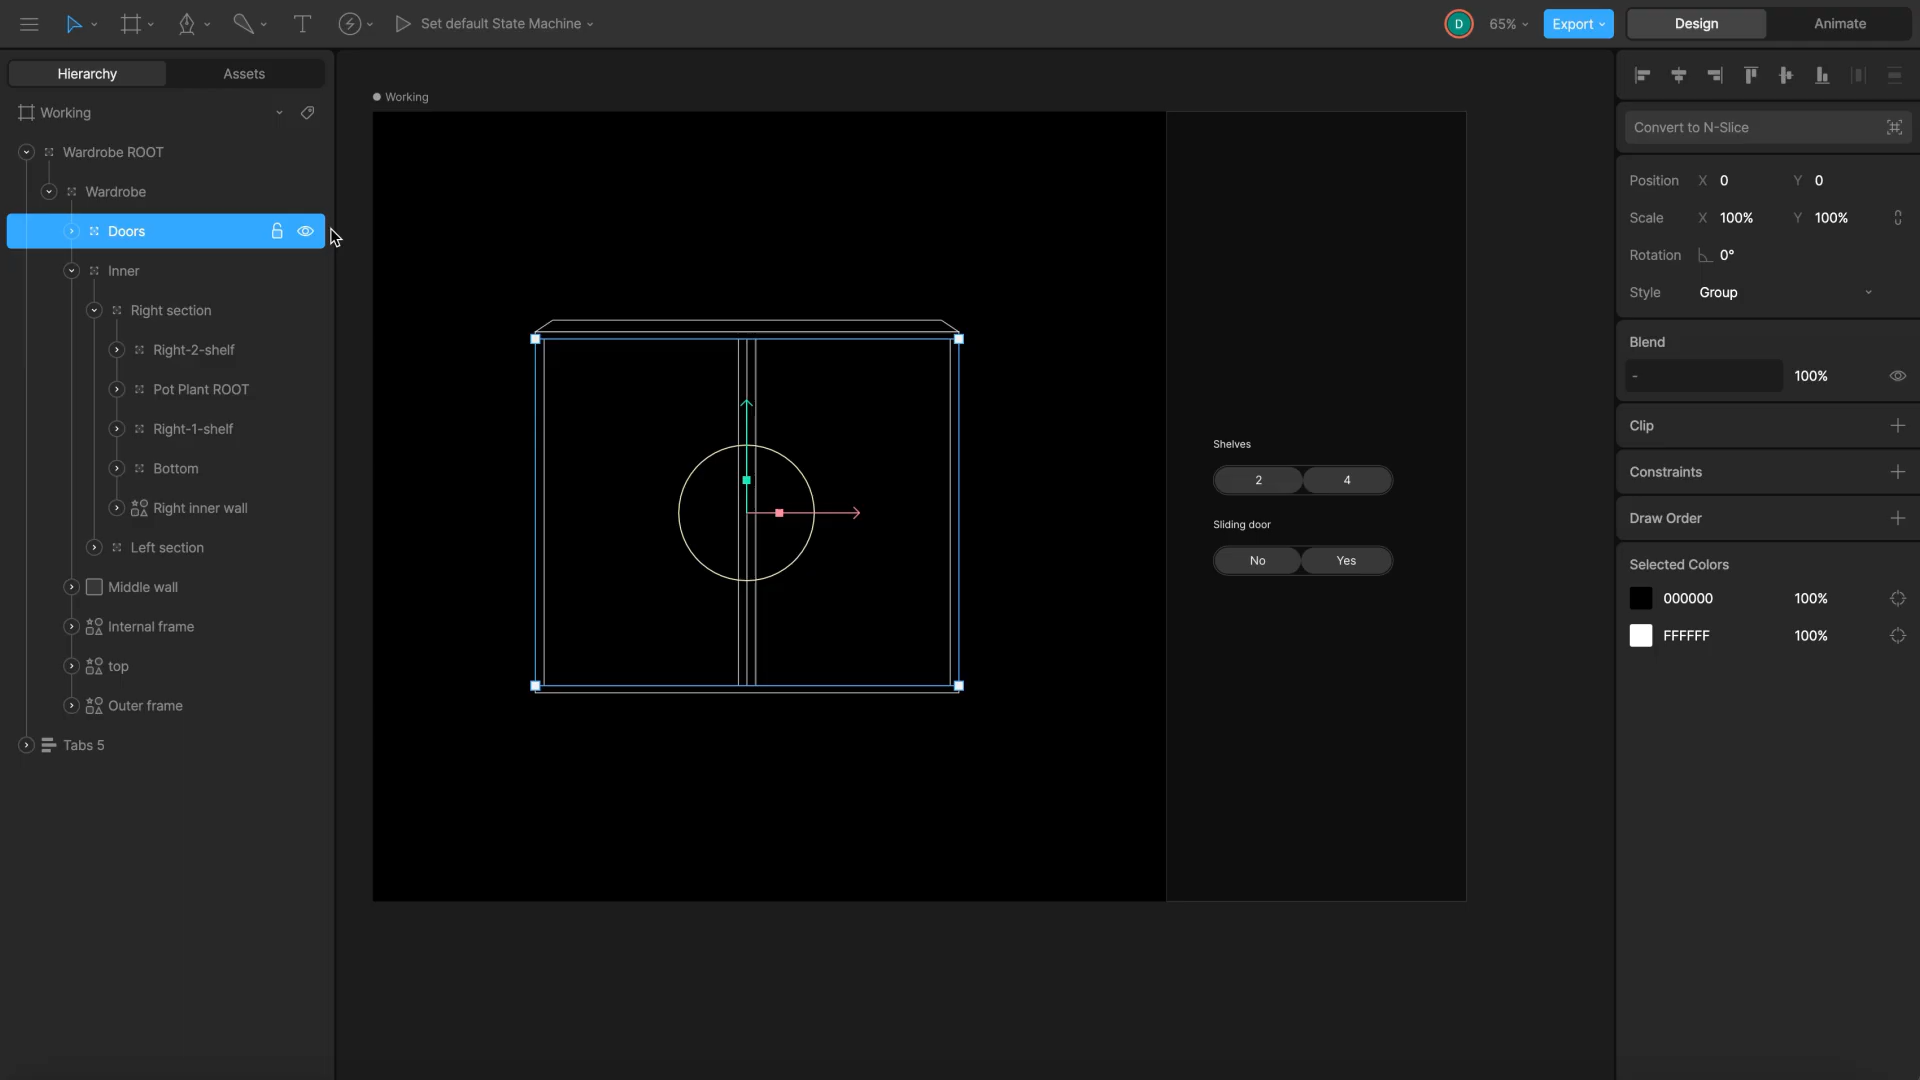 Set default State Machine
D
65%
Export
Design
Animate
Hierarchy
Assets
Working
Wardrobe ROOT
Wardrobe
Doors
Inner
Right section
Right-2-shelf
Pot Plant ROOT
Right-1-shelf
Bottom
Right inner wall
Left section
Middle wall
Internal frame
top
Outer frame
Tabs 5
Working
Shelves
2 4
Sliding door
No Yes
Convert to N-Slice
Position X 0 Y 0
Scale X 100% Y 100%
Rotation 0°
Style Group
Blend
- 100%
Clip
Constraints
Draw Order
Selected Colors
000000 100%
FFFFFF 100%